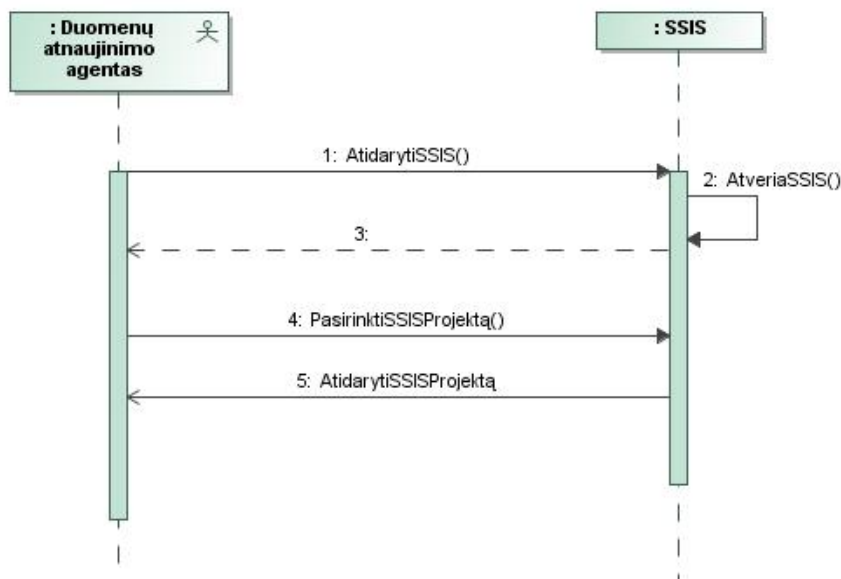 : Duomenų
atnaujinimo
agentas
: SSIS
1: AtidarytiSSIS()
2: AtveriaSSIS()
3:
4: PasirinktiSSISProjektą()
5: AtidarytiSSISProjektą